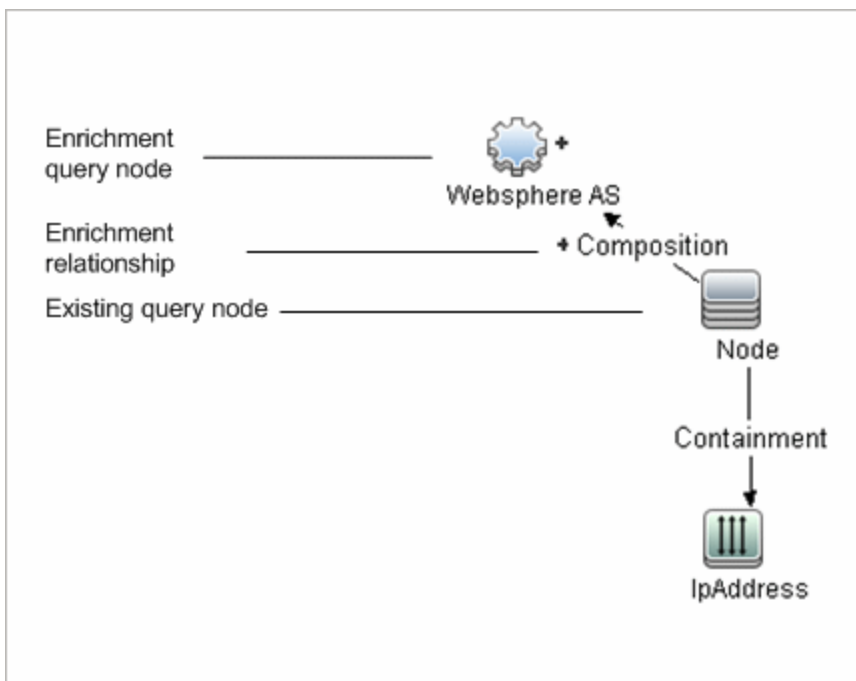 Enrichment
query node
Websphere AS
Enrichment
relationship
+ Composition
Existing query node
Node
Containment
IpAddress